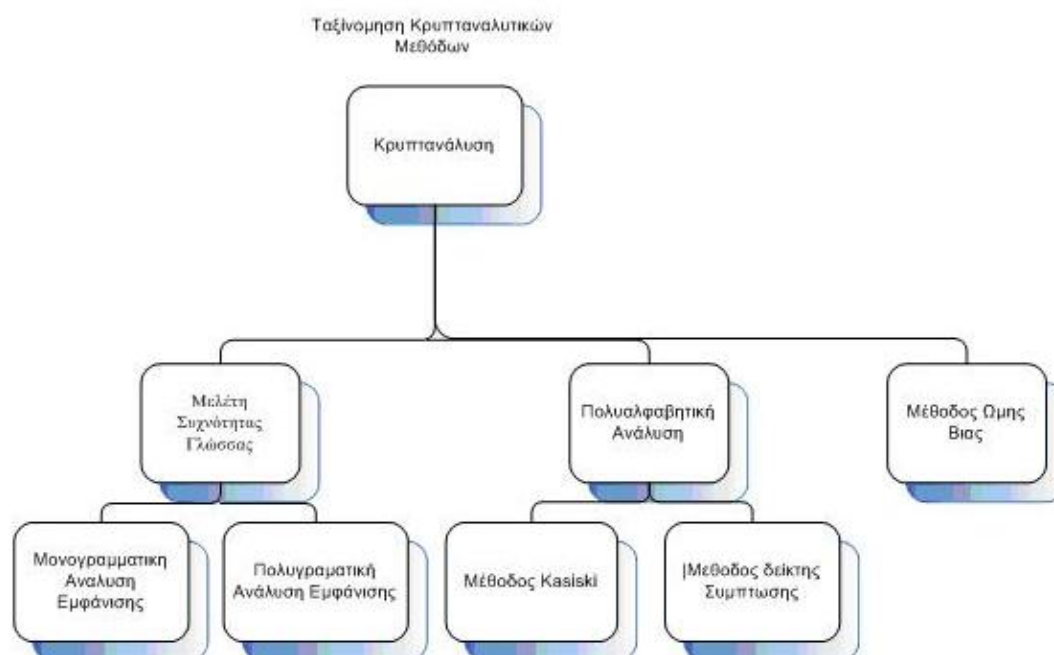 Ταξίνομηση Κρυπταναλυτικών
Μεθόδων
Κρυπτανάλυση
Μελέτη
Συχνότητας
Γλώσσας
Πολυαλφαβητική
Ανάλυση
Μέθοδος Ωμης
Βιας
Μονογραμματικη
Αναλυση
Εμφάνισης
Πολυγραματική
Ανάλυση Εμφάνισης
Μέθοδος Kasiski
|Μεθοδος δείκτης
Συμπτωσης